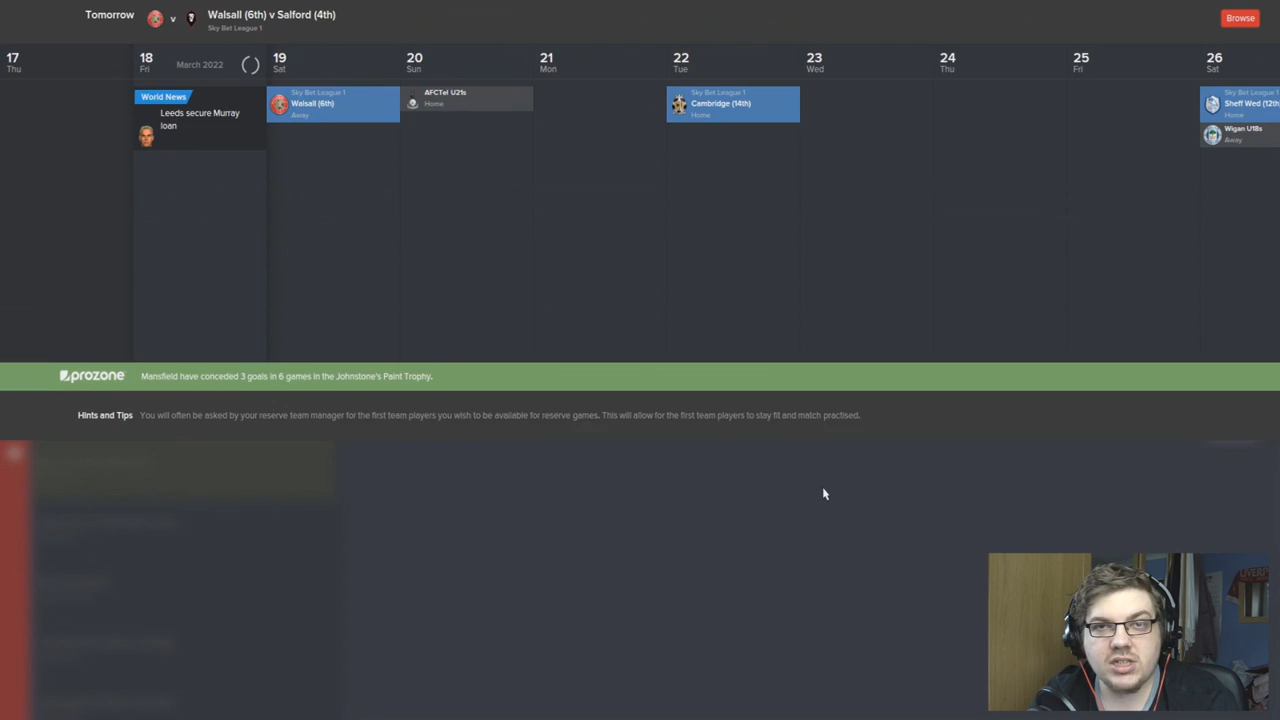 Tomorrow
v
Walsall (6th) v Salford (4th)
Sky Bet League 1
Browse
17
Thu
18
Fri
March 2022
19
Sat
20
Sun
21
Mon
22
Tue
23
Wed
24
Thu
25
Fri
26
Sat
World News
Leeds secure Murray
loan
Sky Bet League 1
Walsall (6th)
Away
AFCTel U21s
Home
Sky Bet League 1
Cambridge (14th)
Home
Sky Bet League 1
Sheff Wed (12th
Home
Wigan U18s
Away
prozone
Mansfield have conceded 3 goals in 6 games in the Johnstone's Paint Trophy.
Hints and Tips
You will often be asked by your reserve team manager for the first team players you wish to be available for reserve games. This will allow for the first team players to stay fit and match practised.